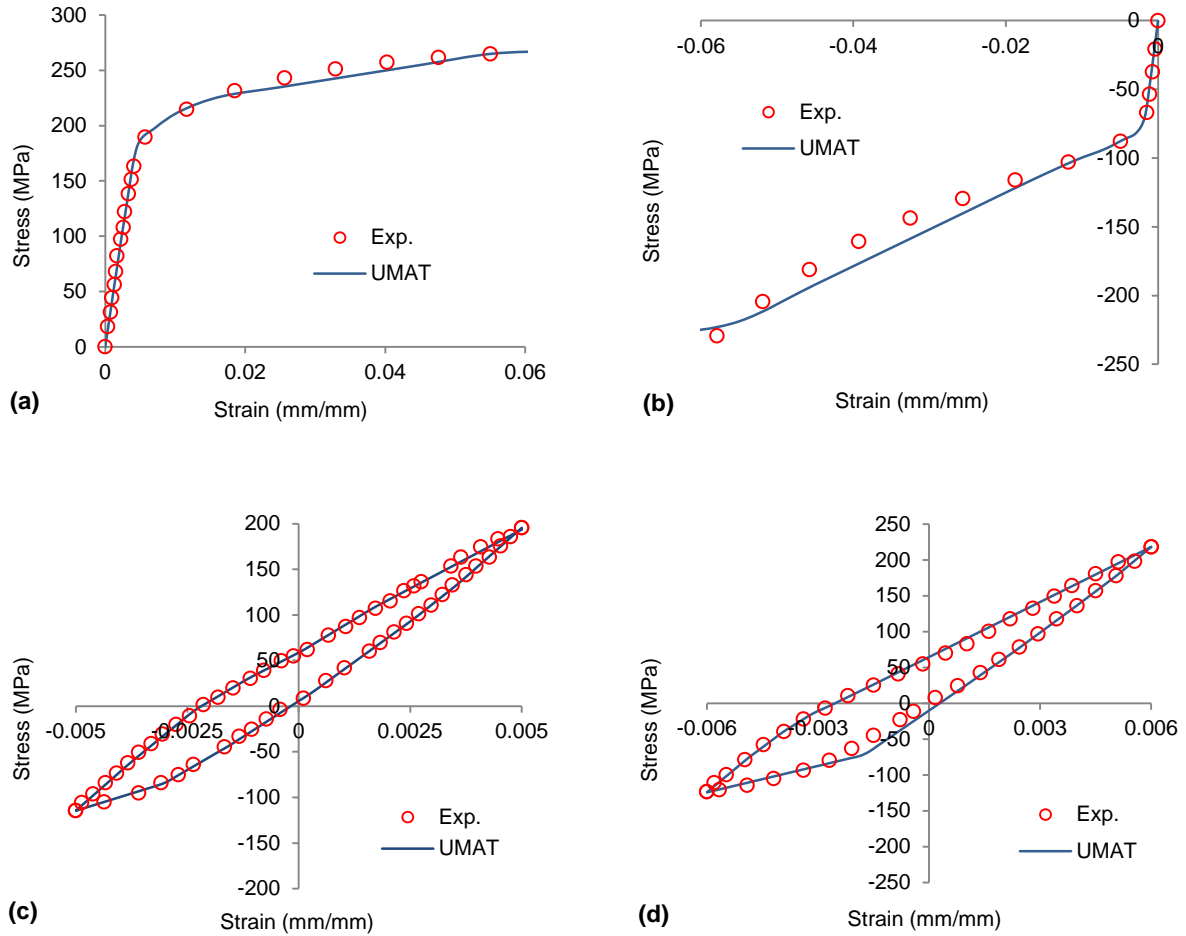 300
250
200
150
100
50
0
0 0.02 0.04 0.06
Stress (MPa)
Strain (mm/mm)
Exp.
UMAT
(a)
-0.06 -0.04 -0.02 0
0
-50
-100
-150
-200
-250
Stress (MPa)
Strain (mm/mm)
Exp.
UMAT
(b)
200
150
100
50
0
-50
-100
-150
-200
-0.005 -0.0025 0 0.0025 0.005
Stress (MPa)
Strain (mm/mm)
Exp.
UMAT
(c)
250
200
150
100
50
0
-50
-100
-150
-200
-250
-0.006 -0.003 0 0.003 0.006
Stress (MPa)
Strain (mm/mm)
Exp.
UMAT
(d)